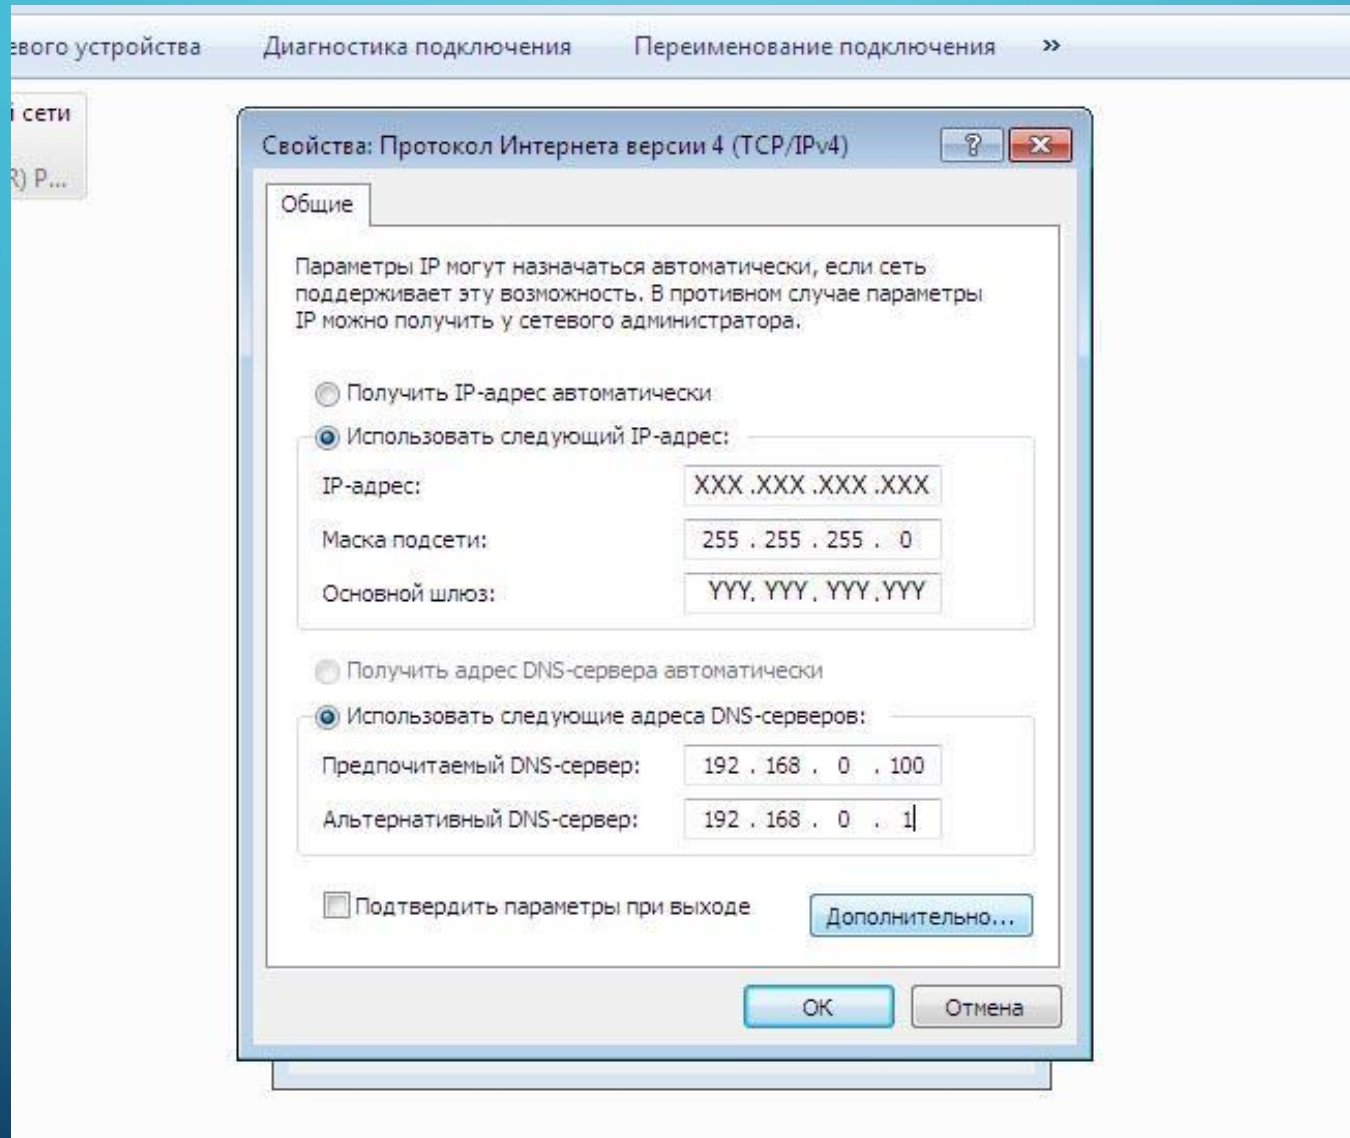 евого устройства Диагностика подключения Переименование подключения »
й сети
R) P...
Свойства: Протокол Интернета версии 4 (TCP/IPv4)
?
Общие
Параметры IP могут назначаться автоматически, если сеть
поддерживает эту возможность. В противном случае параметры
IP можно получить у сетевого администратора.
Получить IP-адрес автоматически
Использовать следующий IP-адрес:
IP-адрес: XXX .XXX .XXX .XXX
Маска подсети: 255 . 255 . 255 . 0
Основной шлюз: YYY. YYY . YYY .YYY
Получить адрес DNS-сервера автоматически
Использовать следующие адреса DNS-серверов:
Предпочитаемый DNS-сервер: 192 . 168 . 0 . 100
Альтернативный DNS-сервер: 192 . 168 . 0 . 1
Подтвердить параметры при выходе
Дополнительно...
OK Отмена